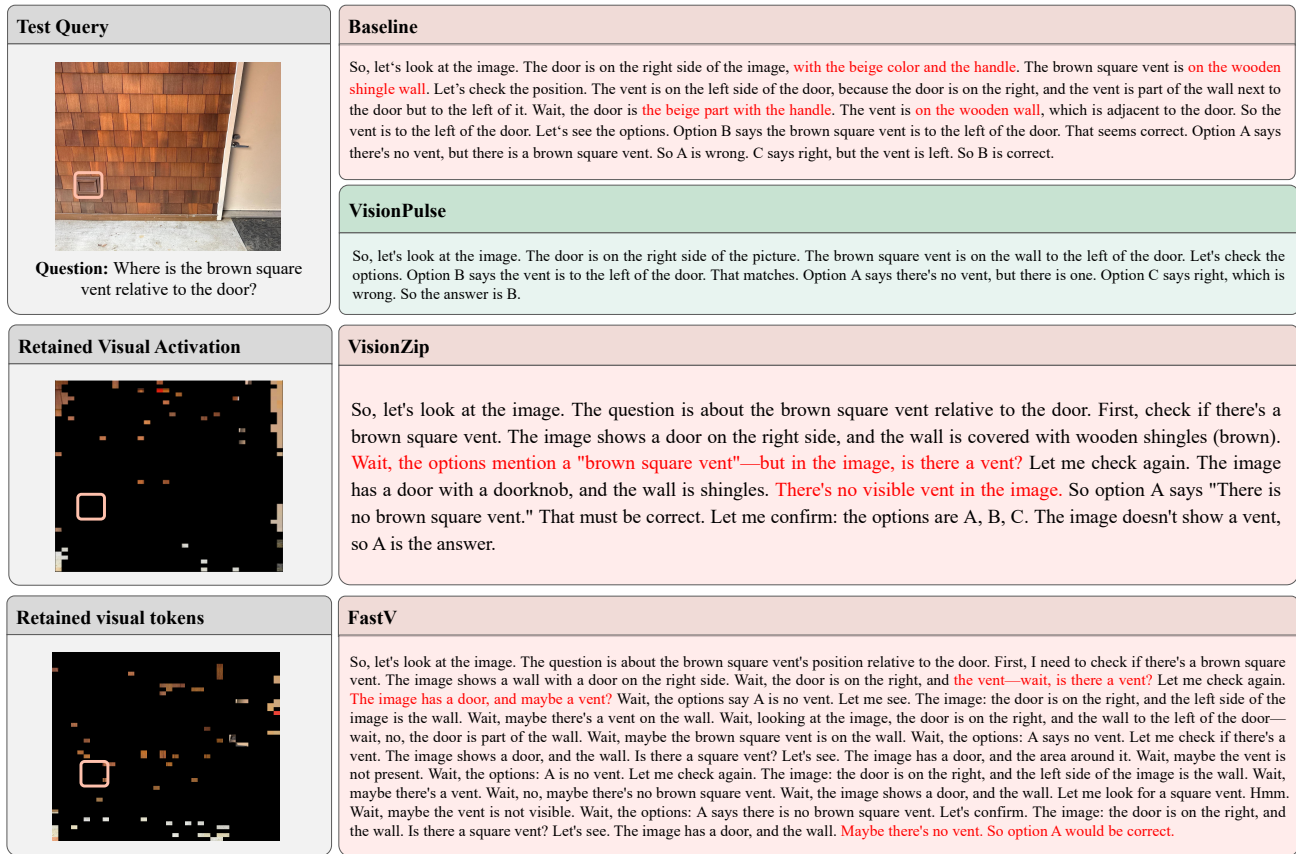 Test Query
Question: Where is the brown square
vent relative to the door?
Baseline
So, let‘s look at the image. The door is on the right side of the image, with the beige color and the handle. The brown square vent is on the wooden
shingle wall. Let’s check the position. The vent is on the left side of the door, because the door is on the right, and the vent is part of the wall next to
the door but to the left of it. Wait, the door is the beige part with the handle. The vent is on the wooden wall, which is adjacent to the door. So the
vent is to the left of the door. Let‘s see the options. Option B says the brown square vent is to the left of the door. That seems correct. Option A says
there's no vent, but there is a brown square vent. So A is wrong. C says right, but the vent is left. So B is correct.
VisionPulse
So, let's look at the image. The door is on the right side of the picture. The brown square vent is on the wall to the left of the door. Let's check the
options. Option B says the vent is to the left of the door. That matches. Option A says there's no vent, but there is one. Option C says right, which is
wrong. So the answer is B.
Retained Visual Activation
VisionZip
So, let's look at the image. The question is about the brown square vent relative to the door. First, check if there's a
brown square vent. The image shows a door on the right side, and the wall is covered with wooden shingles (brown).
Wait, the options mention a "brown square vent"—but in the image, is there a vent? Let me check again. The image
has a door with a doorknob, and the wall is shingles. There's no visible vent in the image. So option A says "There is
no brown square vent." That must be correct. Let me confirm: the options are A, B, C. The image doesn't show a vent,
so A is the answer.
Retained visual tokens
FastV
So, let's look at the image. The question is about the brown square vent's position relative to the door. First, I need to check if there's a brown square
vent. The image shows a wall with a door on the right side. Wait, the door is on the right, and the vent—wait, is there a vent? Let me check again.
The image has a door, and maybe a vent? Wait, the options say A is no vent. Let me see. The image: the door is on the right, and the left side of the
image is the wall. Wait, maybe there's a vent on the wall. Wait, looking at the image, the door is on the right, and the wall to the left of the door—
wait, no, the door is part of the wall. Wait, maybe the brown square vent is on the wall. Wait, the options: A says no vent. Let me check if there's a
vent. The image shows a door, and the wall. Is there a square vent? Let's see. The image has a door, and the area around it. Wait, maybe the vent is
not present. Wait, the options: A is no vent. Let me check again. The image: the door is on the right, and the left side of the image is the wall. Wait,
maybe there's a vent. Wait, no, maybe there's no brown square vent. Wait, the image shows a door, and the wall. Let me look for a square vent. Hmm.
Wait, maybe the vent is not visible. Wait, the options: A says there is no brown square vent. Let's confirm. The image: the door is on the right, and
the wall. Is there a square vent? Let's see. The image has a door, and the wall. Maybe there's no vent. So option A would be correct.